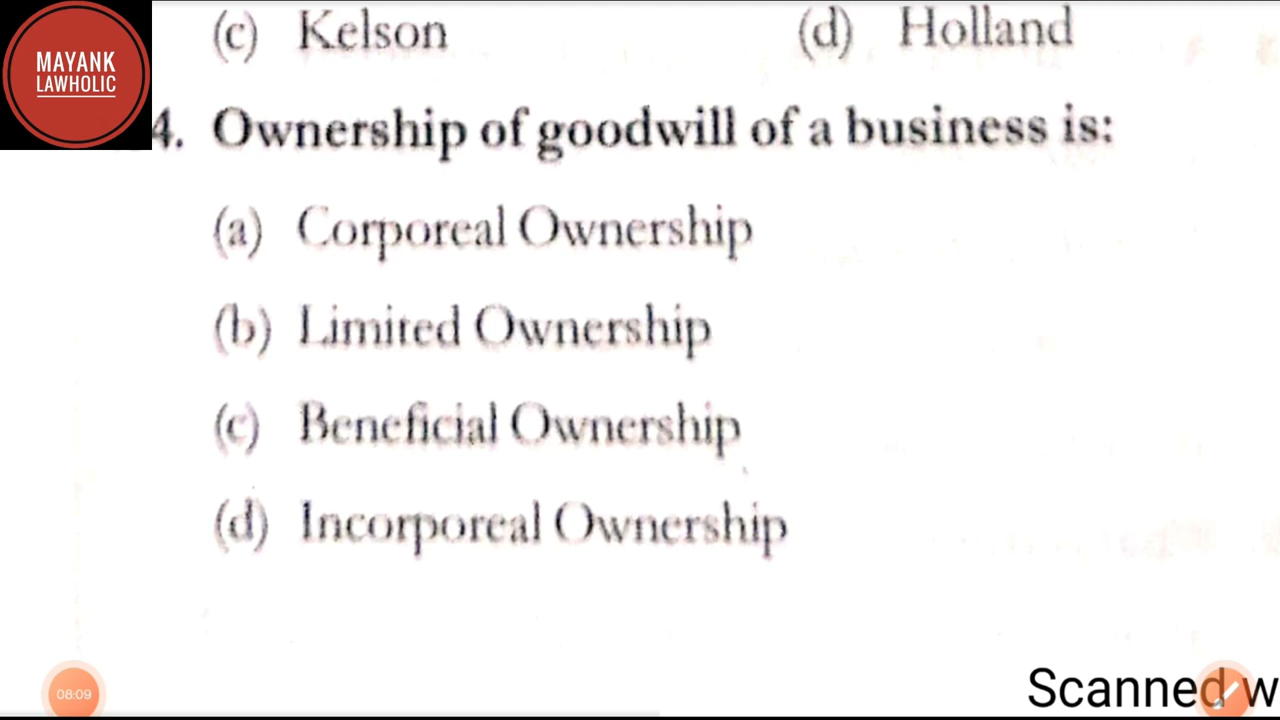 MAYANK
LAWHOLIC
(c) Kelson (d) Holland
4. Ownership of goodwill of a business is:
(a) Corporeal Ownership
(b) Limited Ownership
(c) Beneficial Ownership
(d) Incorporeal Ownership
08:09
Scanned w